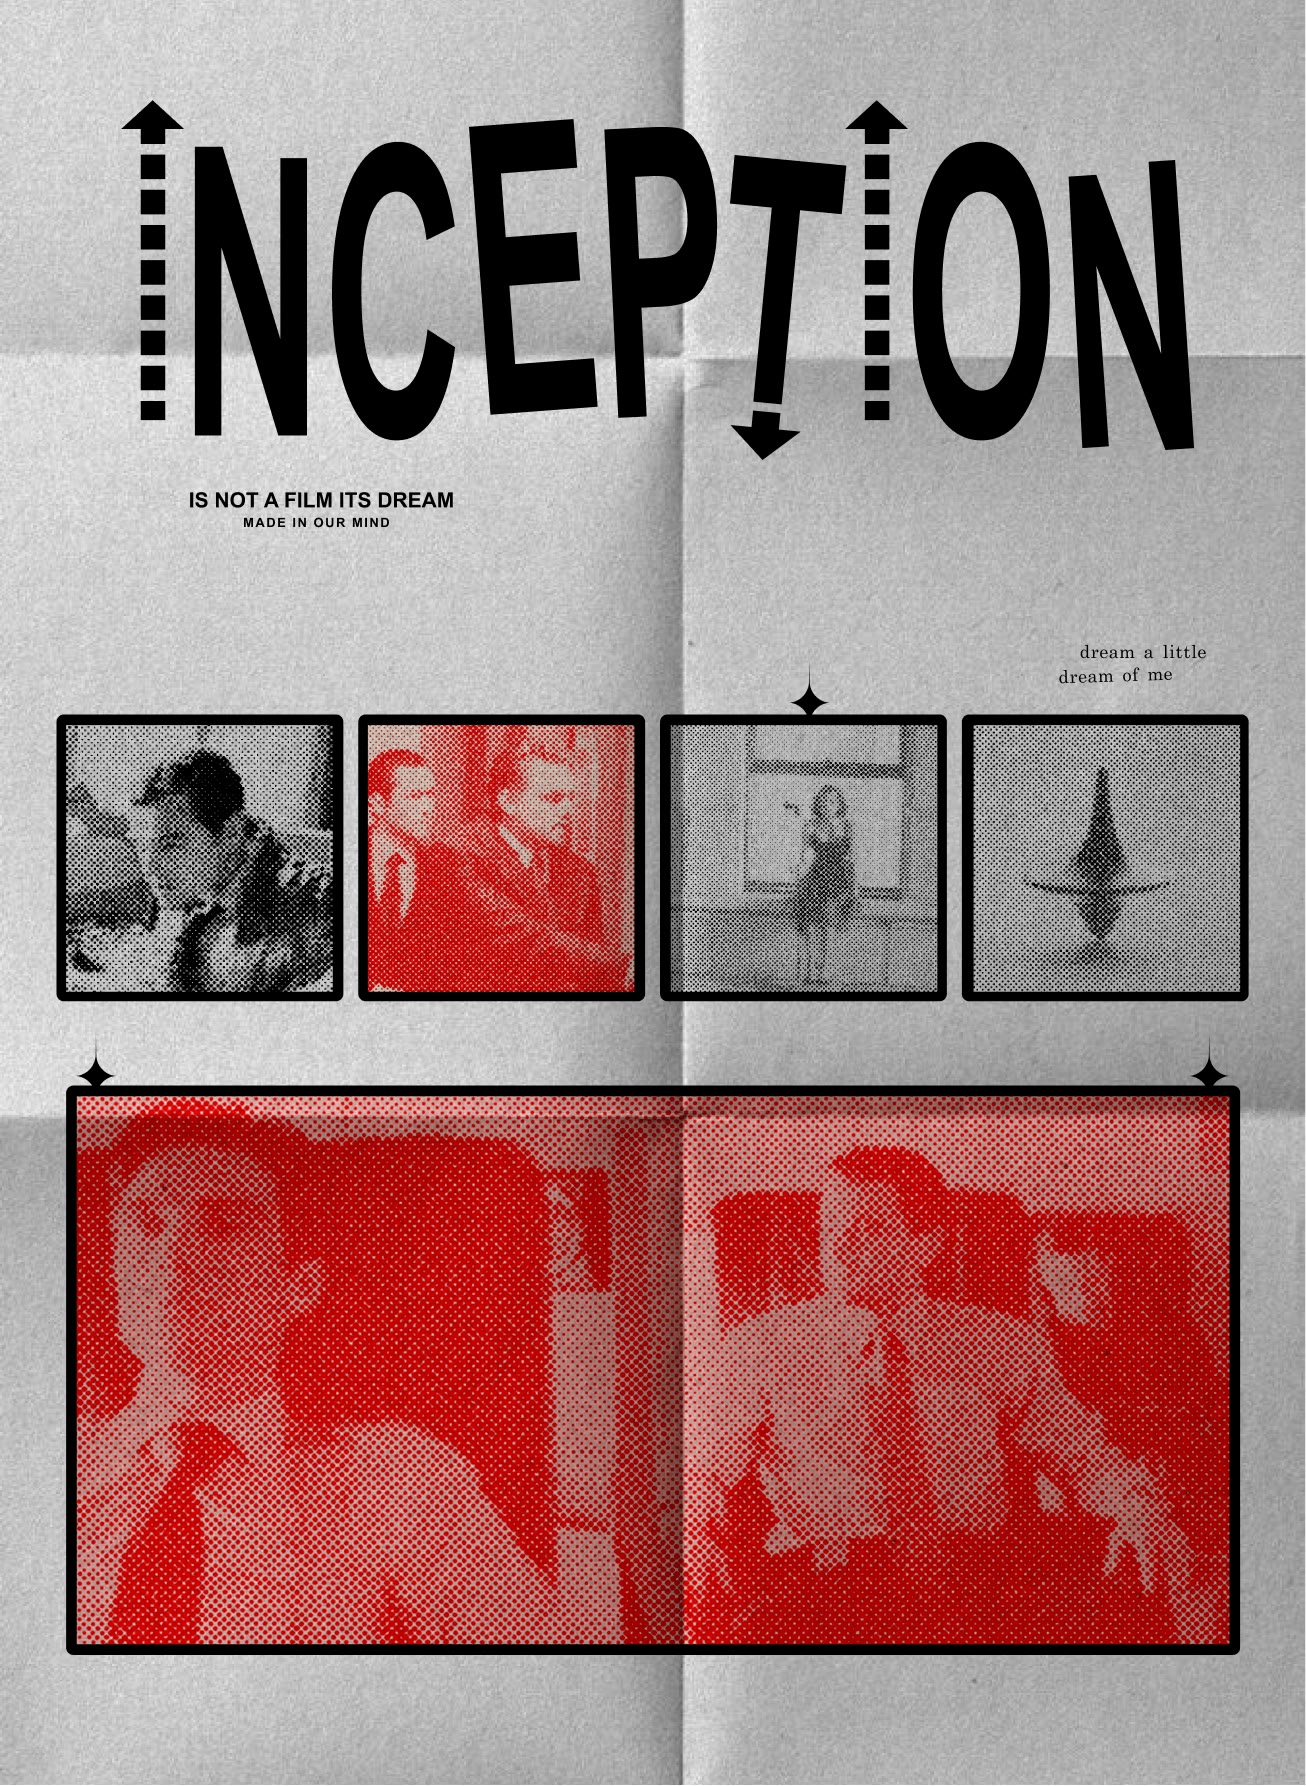 INCEPTION
IS NOT A FILM ITS DREAM
MADE IN OUR MIND
dream a little
dream of me